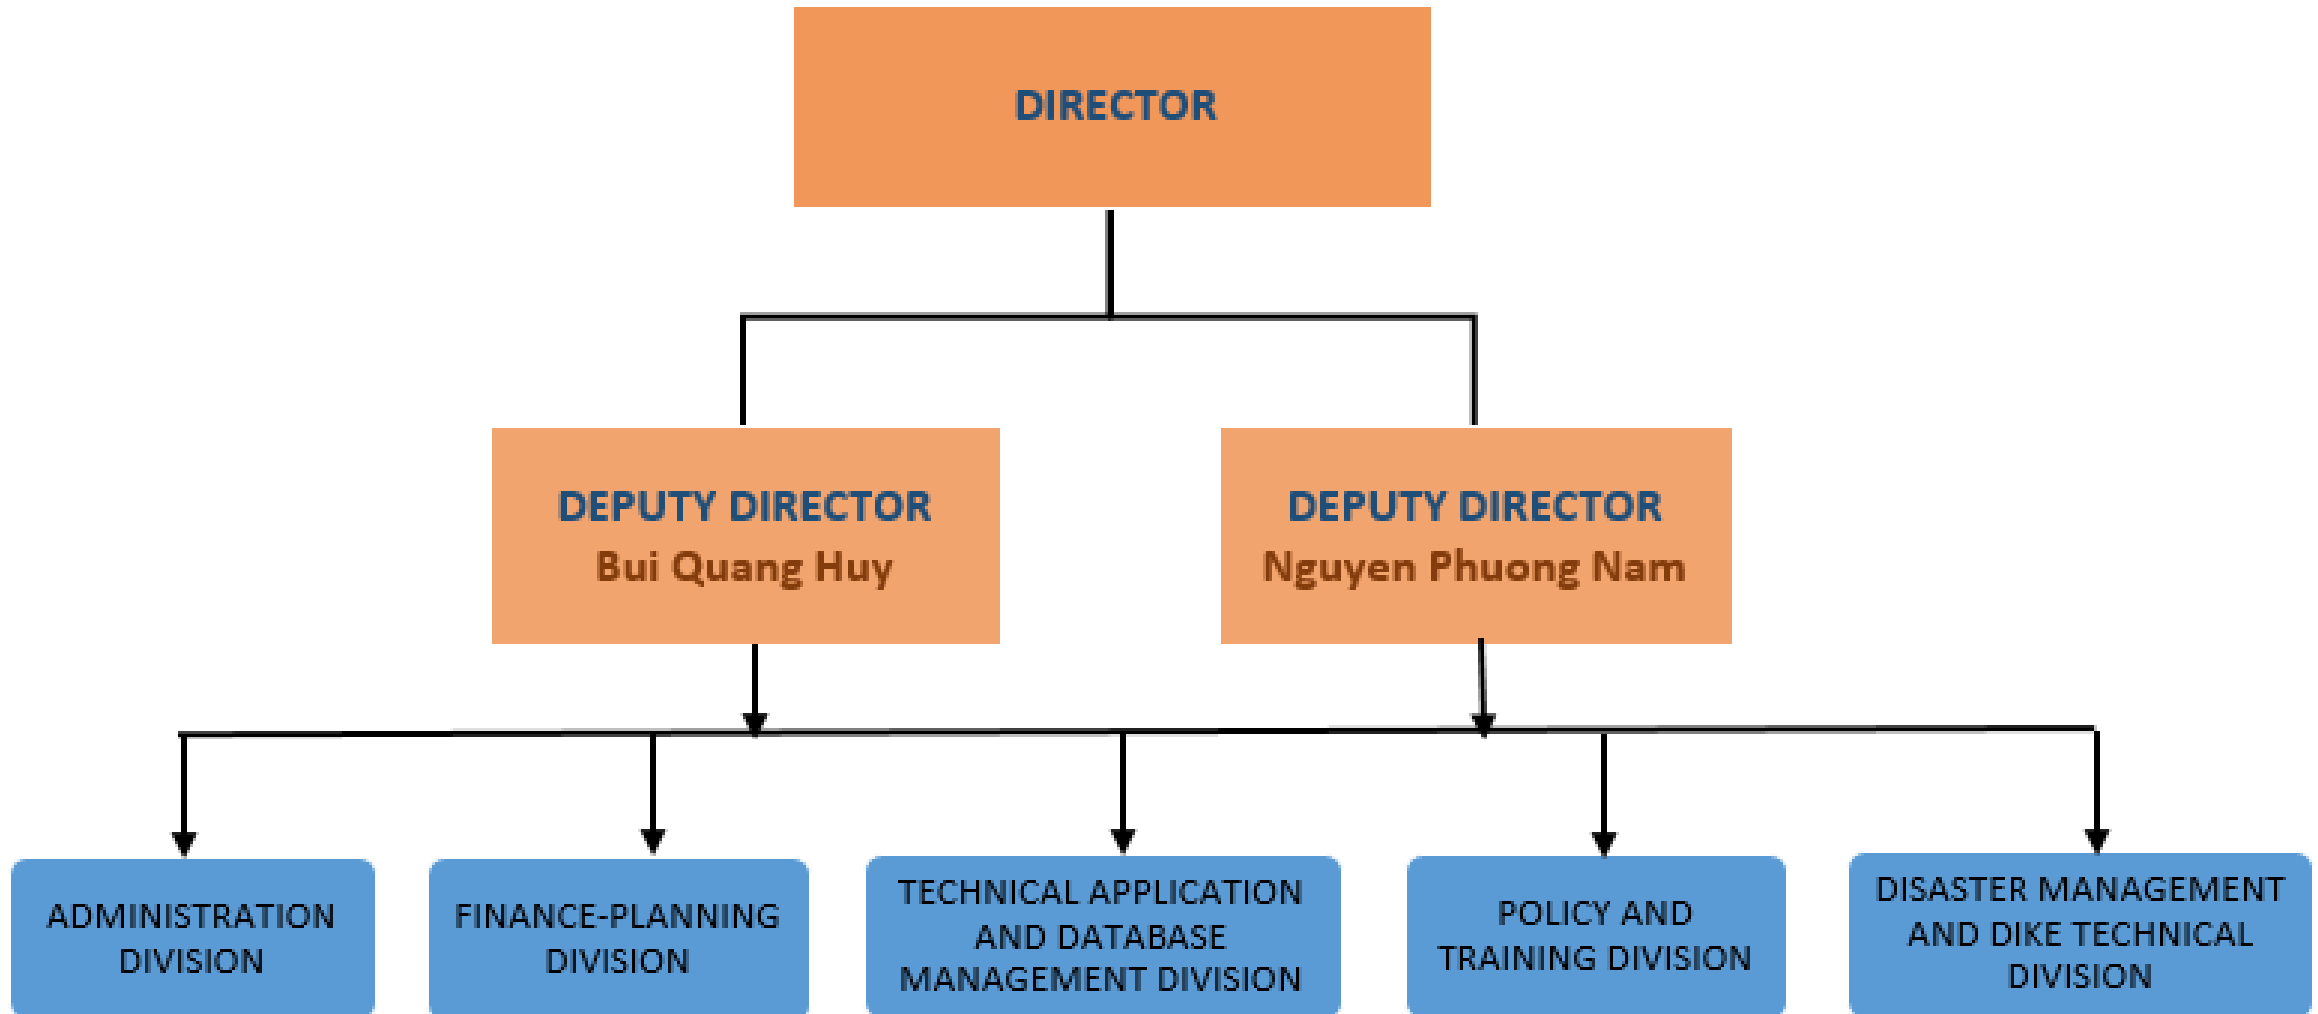 DIRECTOR
DEPUTY DIRECTOR
Bui Quang Huy
DEPUTY DIRECTOR
Nguyen Phuong Nam
ADMINISTRATION
DIVISION
FINANCE-PLANNING
DIVISION
TECHNICAL APPLICATION
AND DATABASE
MANAGEMENT DIVISION
POLICY AND
TRAINING DIVISION
DISASTER MANAGEMENT
AND DIKE TECHNICAL
DIVISION